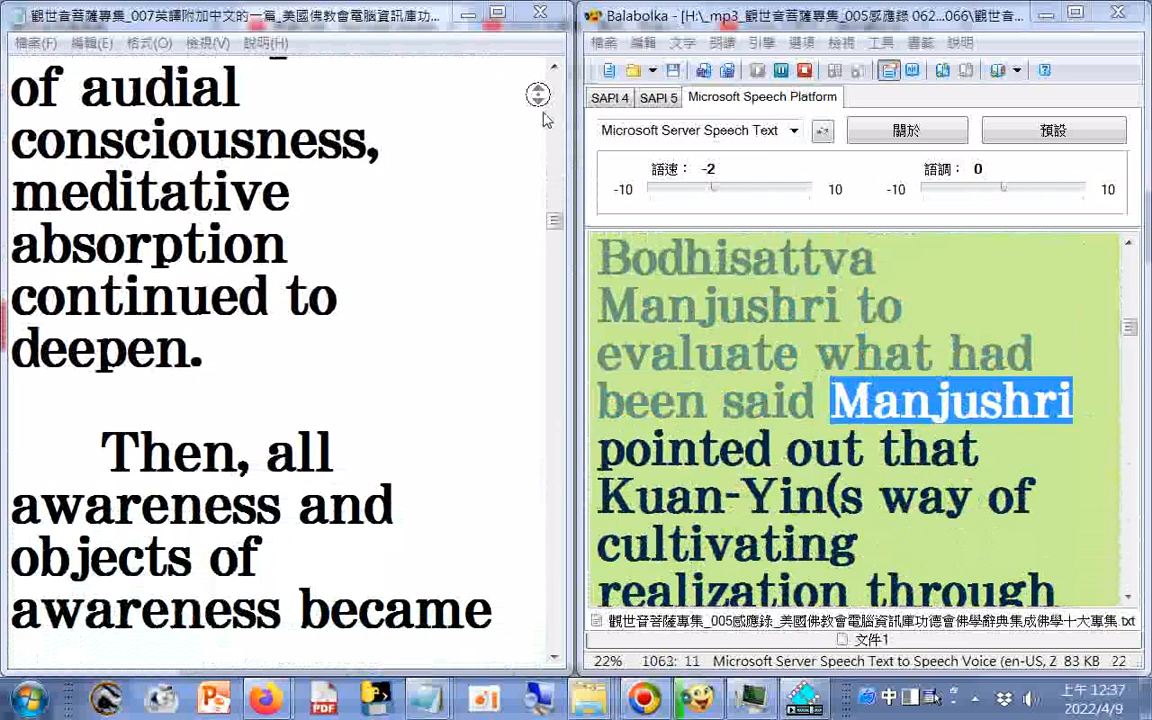 觀世音菩薩專集_007英譯附加中文的一篇_美國佛教會電腦資訊庫功...
檔案(F) 編輯(E) 格式(O) 檢視(V) 說明(H)
of audial
consciousness,
meditative
absorption
continued to
deepen.
Then, all
awareness and
objects of
awareness became
Balabolka - [H:\_mp3_觀世音菩薩專集_005感應錄 062...066\觀世音...
檔案 編輯 文字 朗讀 引擎 選項 檢視 工具 書籤 說明
SAPI 4 SAPI 5 Microsoft Speech Platform
Microsoft Server Speech Text 關於 預設
語速: -2 語調: 0
-10 10 -10 10
Bodhisattva
Manjushri to
evaluate what had
been said Manjushri
pointed out that
Kuan-Yin(s way of
cultivating
realization through
觀世音菩薩專集_005感應錄_美國佛教會電腦資訊庫功德會佛學辭典集成佛學十大專集 txt
文件1
22% 1063: 11 Microsoft Server Speech Text to Speech Voice (en-US, Z 83 KB 22
中 上午 12:37
2022/4/9